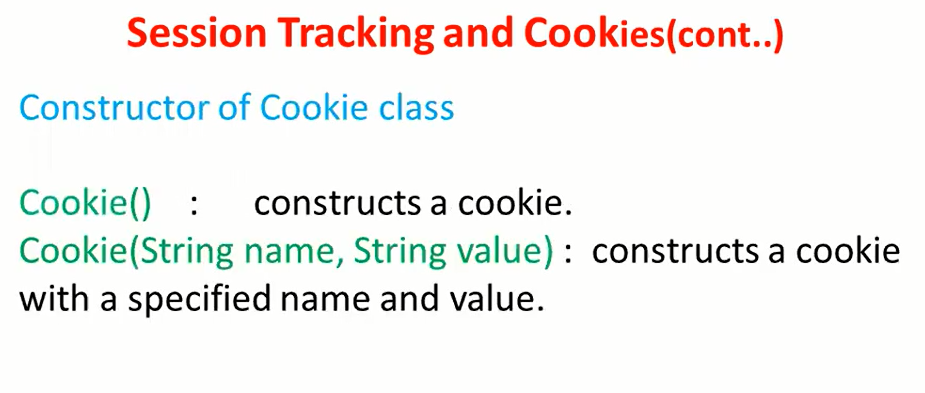 Session Tracking and Cookies(cont..)
Constructor of Cookie class
Cookie() : constructs a cookie.
Cookie(String name, String value) : constructs a cookie
with a specified name and value.